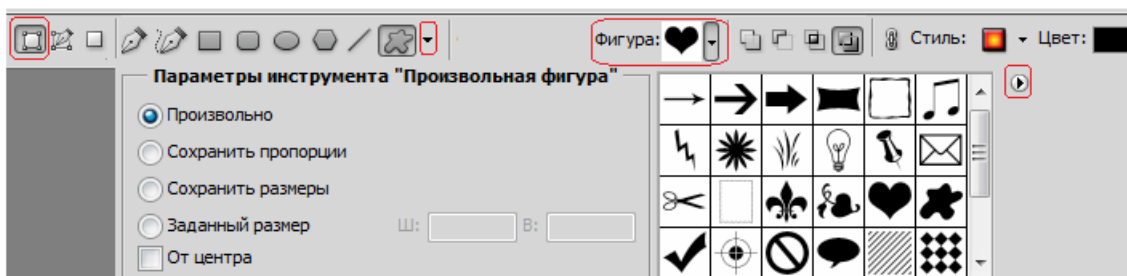 Фигура:
Стиль:
Цвет:
Параметры инструмента "Произвольная фигура"
Произвольно
Сохранить пропорции
Сохранить размеры
Заданный размер Ш: В:
От центра